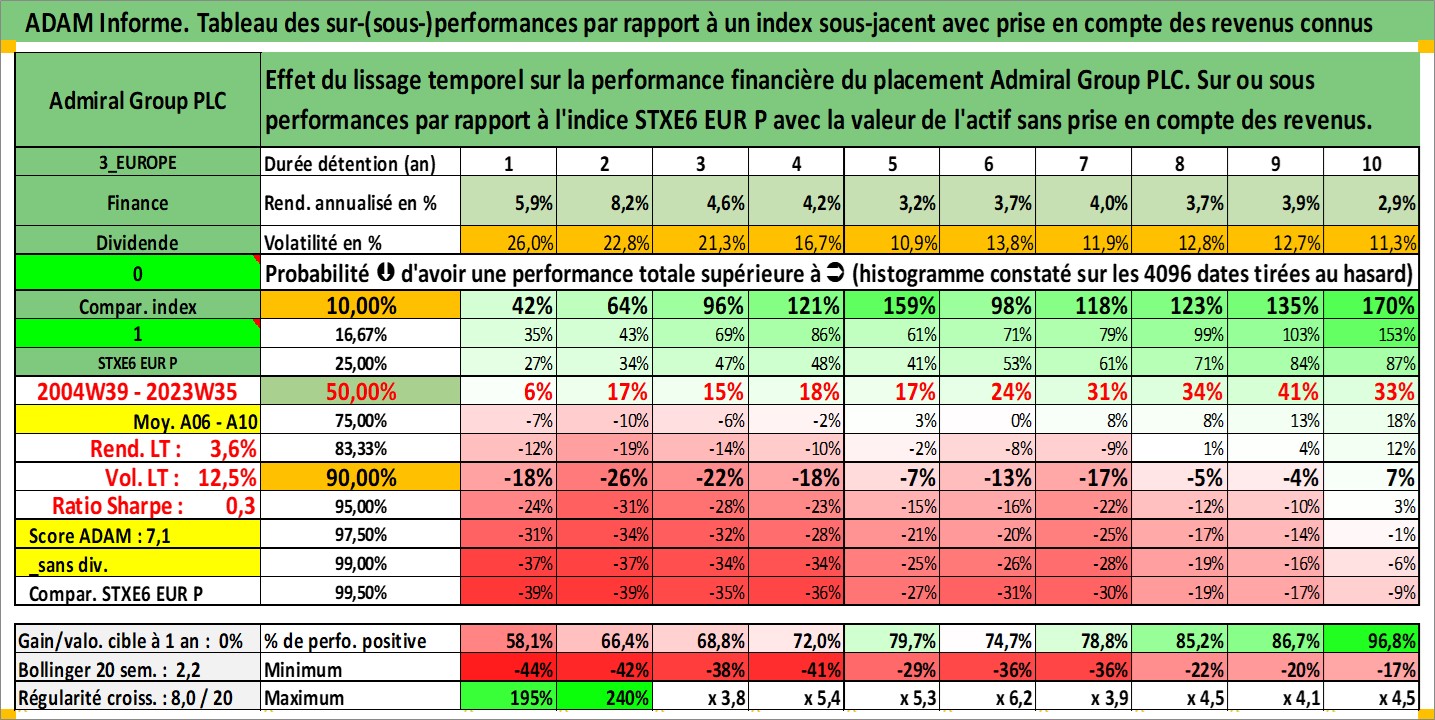 ADAM Informe. Tableau des sur-(sous-)performances par rapport à un index sous-jacent avec prise en compte des revenus connus
Admiral Group PLC
Effet du lissage temporel sur la performance financière du placement Admiral Group PLC. Sur ou sous
performances par rapport à l'indice STXE6 EUR P avec la valeur de l'actif sans prise en compte des revenus.
3_EUROPE Durée détention (an) 1 2 3 4 5 6 7 8 9 10
Finance Rend. annualisé en % 5,9% 8,2% 4,6% 4,2% 3,2% 3,7% 4,0% 3,7% 3,9% 2,9%
Dividende Volatilité en % 26,0% 22,8% 21,3% 16,7% 10,9% 13,8% 11,9% 12,8% 12,7% 11,3%
0 Probabilité d'avoir une performance totale supérieure à (histogramme constaté sur les 4096 dates tirées au hasard)
Compar. index 10,00% 42% 64% 96% 121% 159% 98% 118% 123% 135% 170%
1 16,67% 35% 43% 69% 86% 61% 71% 79% 99% 103% 153%
STXE6 EUR P 25,00% 27% 34% 47% 48% 41% 53% 61% 71% 84% 87%
2004W39 - 2023W35 50,00% 6% 17% 15% 18% 17% 24% 31% 34% 41% 33%
Moy. A06 - A10 75,00% -7% -10% -6% -2% 3% 0% 8% 8% 13% 18%
Rend. LT : 3,6% 83,33% -12% -19% -14% -10% -2% -8% -9% 1% 4% 12%
Vol. LT : 12,5% 90,00% -18% -26% -22% -18% -7% -13% -17% -5% -4% 7%
Ratio Sharpe : 0,3 95,00% -24% -31% -28% -23% -15% -16% -22% -12% -10% 3%
Score ADAM : 7,1 97,50% -31% -34% -32% -28% -21% -20% -25% -17% -14% -1%
_sans div. 99,00% -37% -37% -34% -34% -25% -26% -28% -19% -16% -6%
Compar. STXE6 EUR P 99,50% -39% -39% -35% -36% -27% -31% -30% -19% -17% -9%
Gain/valo. cible à 1 an : 0% % de perfo. positive 58,1% 66,4% 68,8% 72,0% 79,7% 74,7% 78,8% 85,2% 86,7% 96,8%
Bollinger 20 sem. : 2,2 Minimum -44% -42% -38% -41% -29% -36% -36% -22% -20% -17%
Régularité croiss. : 8,0 / 20 Maximum 195% 240% x 3,8 x 5,4 x 5,3 x 6,2 x 3,9 x 4,5 x 4,1 x 4,5